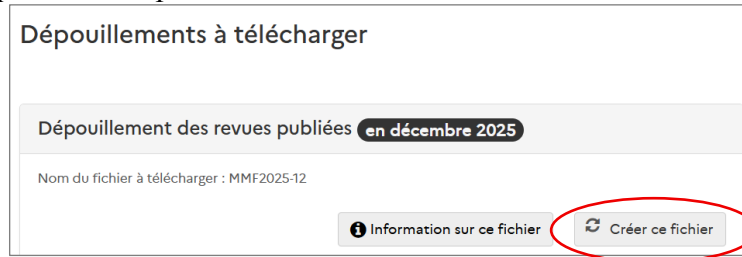 Dépouillements à télécharger
Dépouillement des revues publiées en décembre 2025
Nom du fichier à télécharger : MMF2025-12
Information sur ce fichier
Créer ce fichier